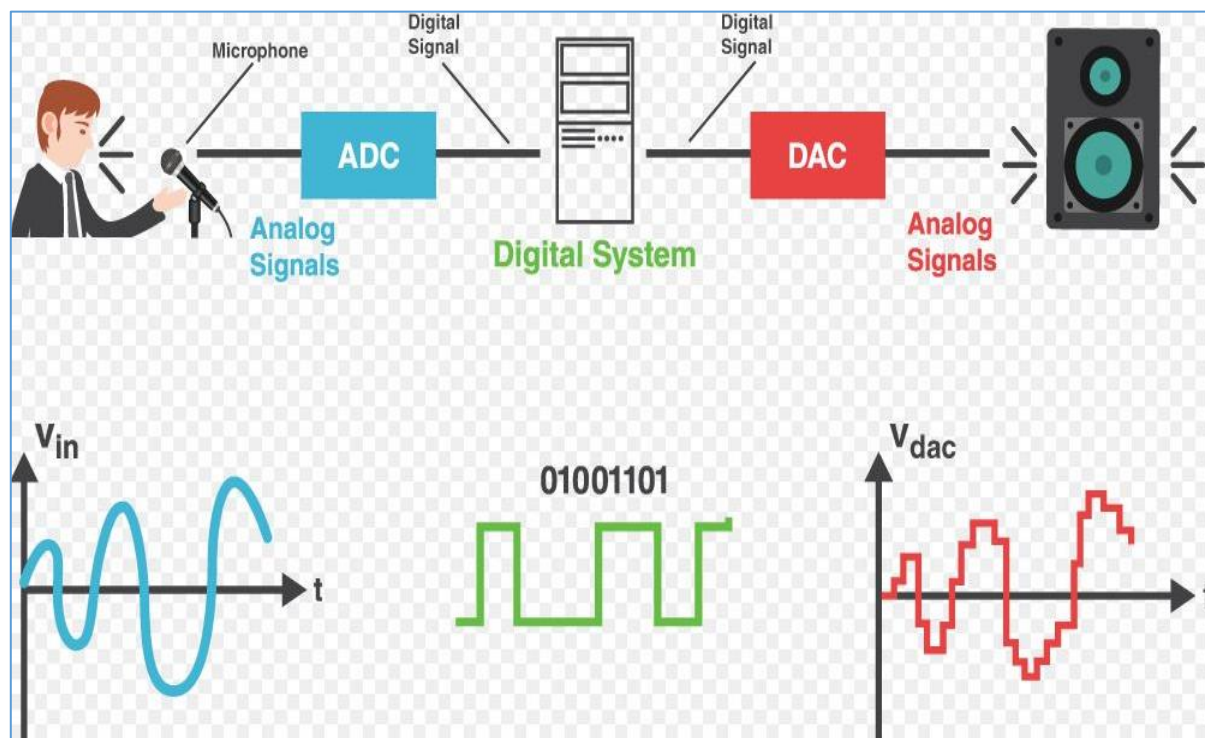 Microphone
Digital
Signal
Digital
Signal
ADC
DAC
Analog
Signals
Digital System
Analog
Signals
Vin
t
01001101
Vdac
t